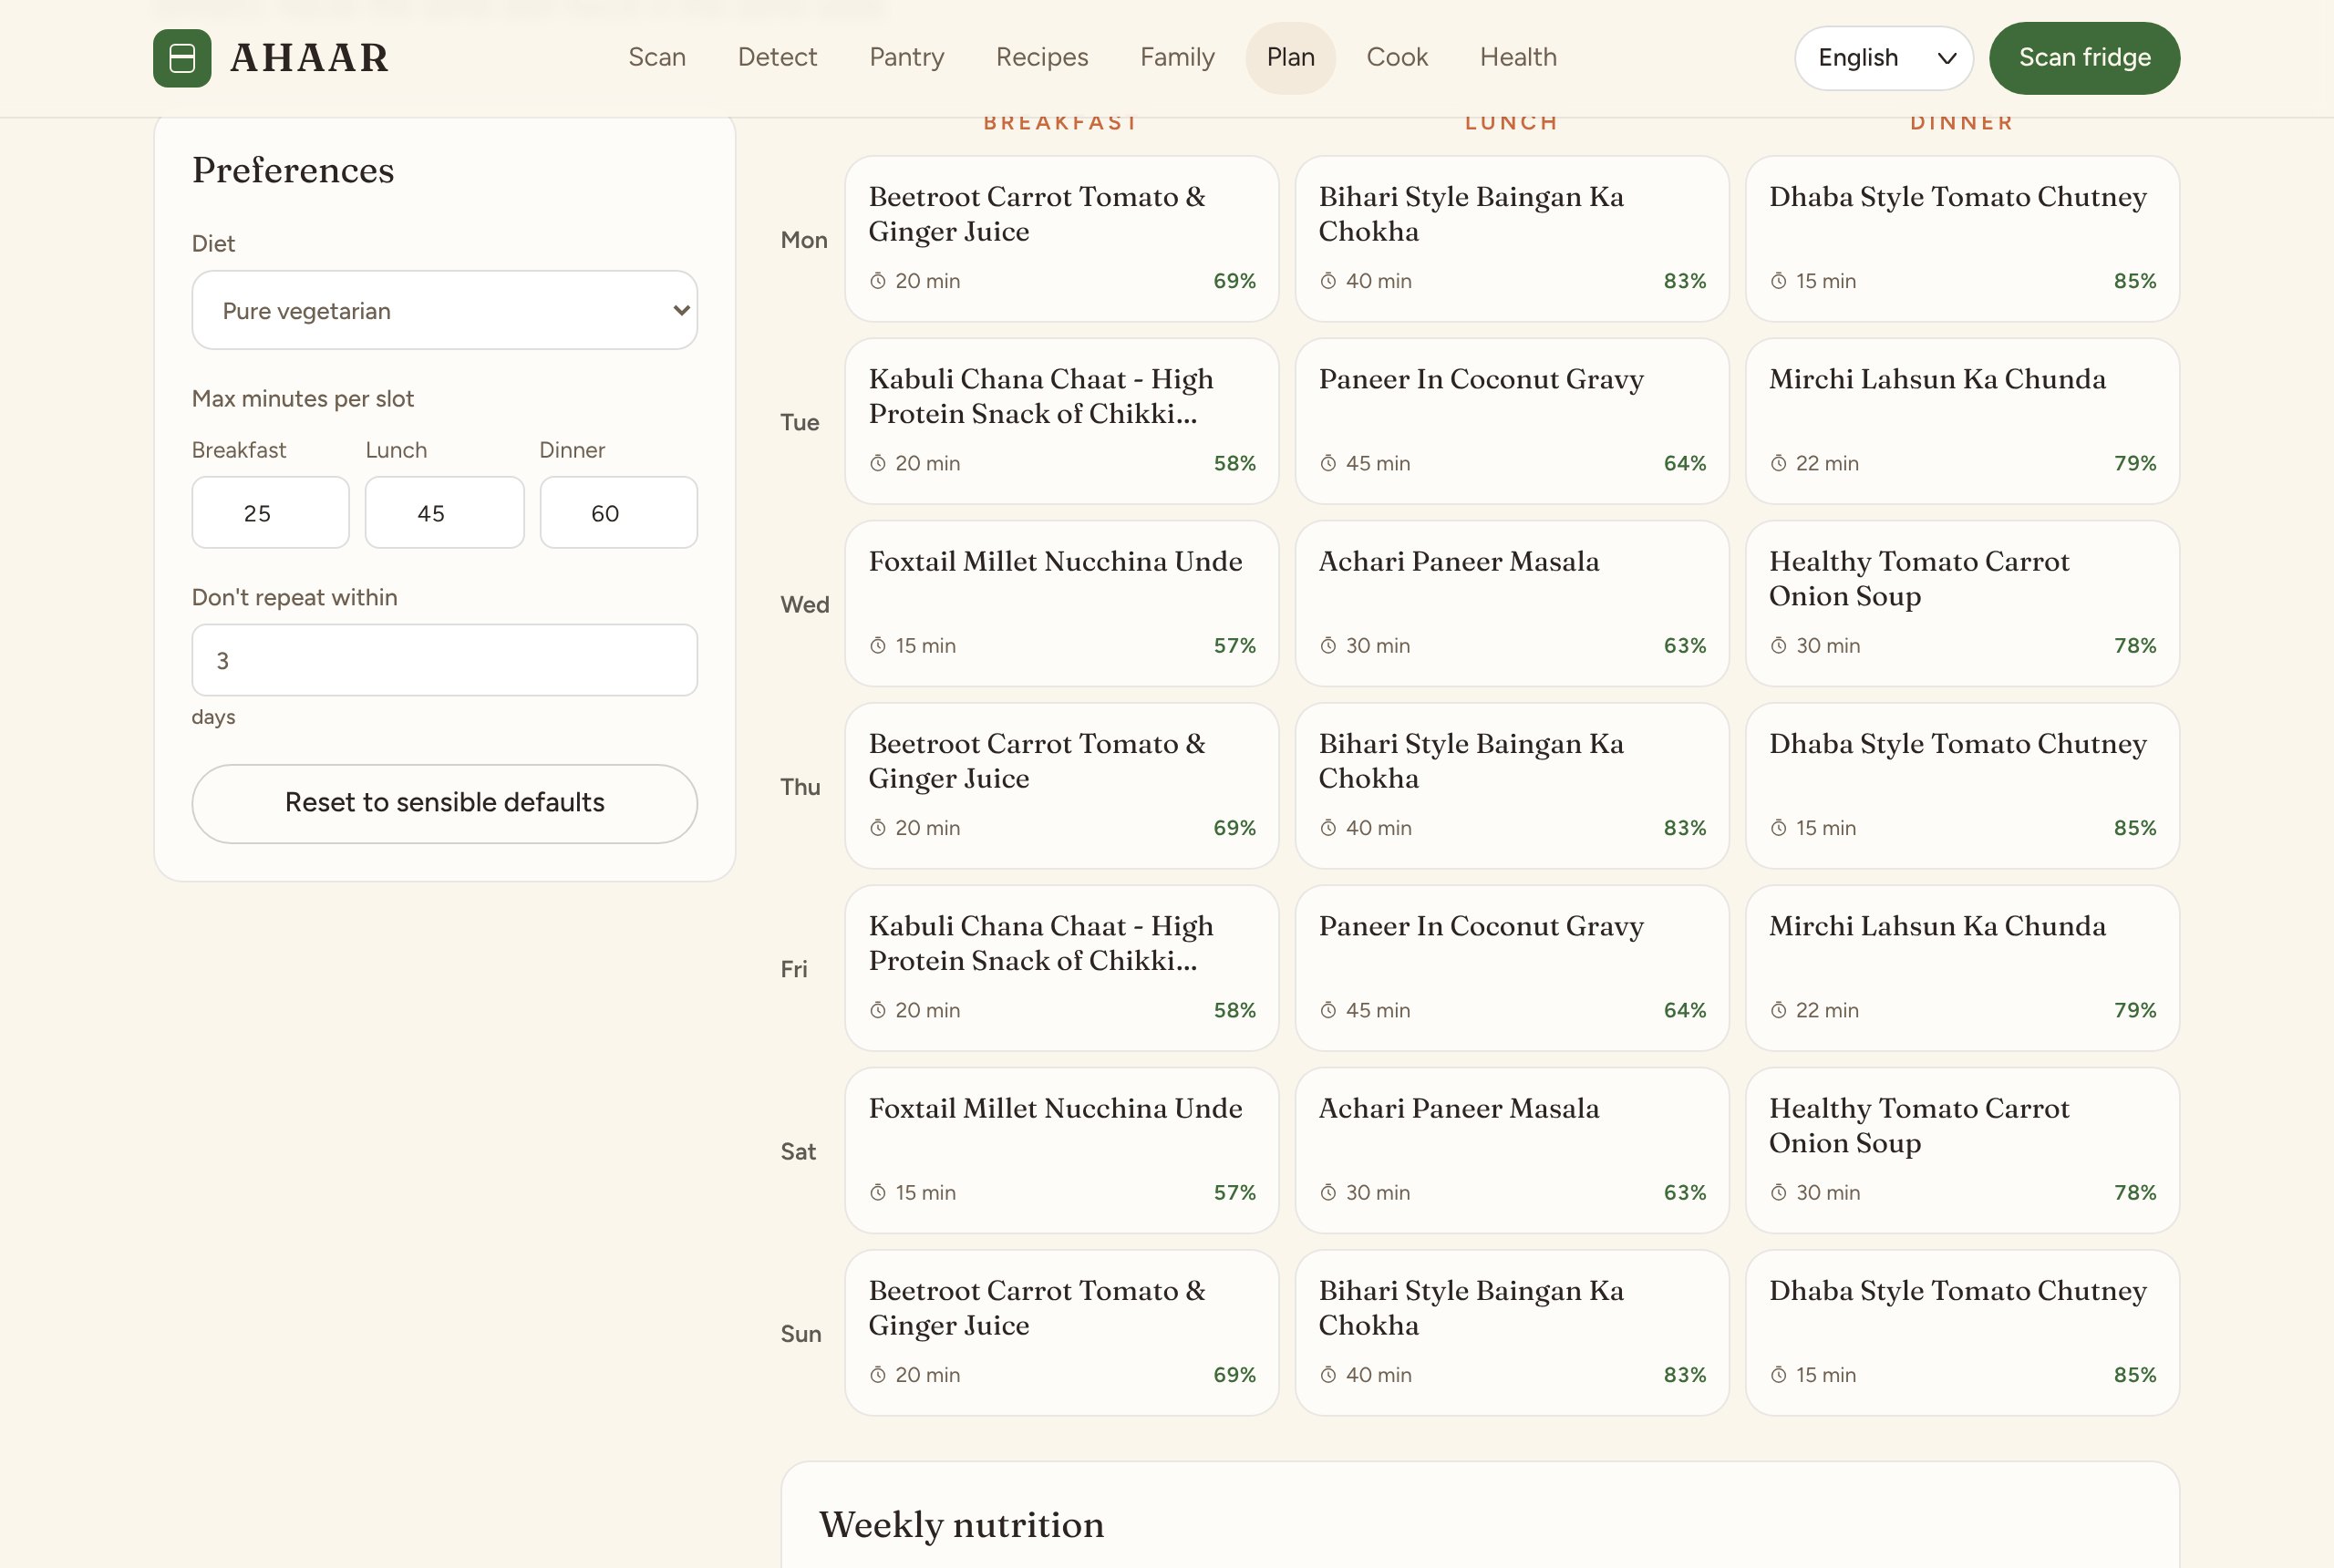 AHAAR
Scan
Detect
Pantry
Recipes
Family
Plan
Cook
Health
English
Scan fridge
Preferences
Diet
Pure vegetarian
Max minutes per slot
Breakfast
Lunch
Dinner
25
45
60
Don't repeat within
3
days
Reset to sensible defaults
BREAKFAST
LUNCH
DINNER
Mon
Beetroot Carrot Tomato &
Ginger Juice
20 min
69%
Bihari Style Baingan Ka
Chokha
40 min
83%
Dhaba Style Tomato Chutney
15 min
85%
Tue
Kabuli Chana Chaat - High
Protein Snack of Chikki...
20 min
58%
Paneer In Coconut Gravy
45 min
64%
Mirchi Lahsun Ka Chunda
22 min
79%
Wed
Foxtail Millet Nucchina Unde
15 min
57%
Achari Paneer Masala
30 min
63%
Healthy Tomato Carrot
Onion Soup
30 min
78%
Thu
Beetroot Carrot Tomato &
Ginger Juice
20 min
69%
Bihari Style Baingan Ka
Chokha
40 min
83%
Dhaba Style Tomato Chutney
15 min
85%
Fri
Kabuli Chana Chaat - High
Protein Snack of Chikki...
20 min
58%
Paneer In Coconut Gravy
45 min
64%
Mirchi Lahsun Ka Chunda
22 min
79%
Sat
Foxtail Millet Nucchina Unde
15 min
57%
Achari Paneer Masala
30 min
63%
Healthy Tomato Carrot
Onion Soup
30 min
78%
Sun
Beetroot Carrot Tomato &
Ginger Juice
20 min
69%
Bihari Style Baingan Ka
Chokha
40 min
83%
Dhaba Style Tomato Chutney
15 min
85%
Weekly nutrition